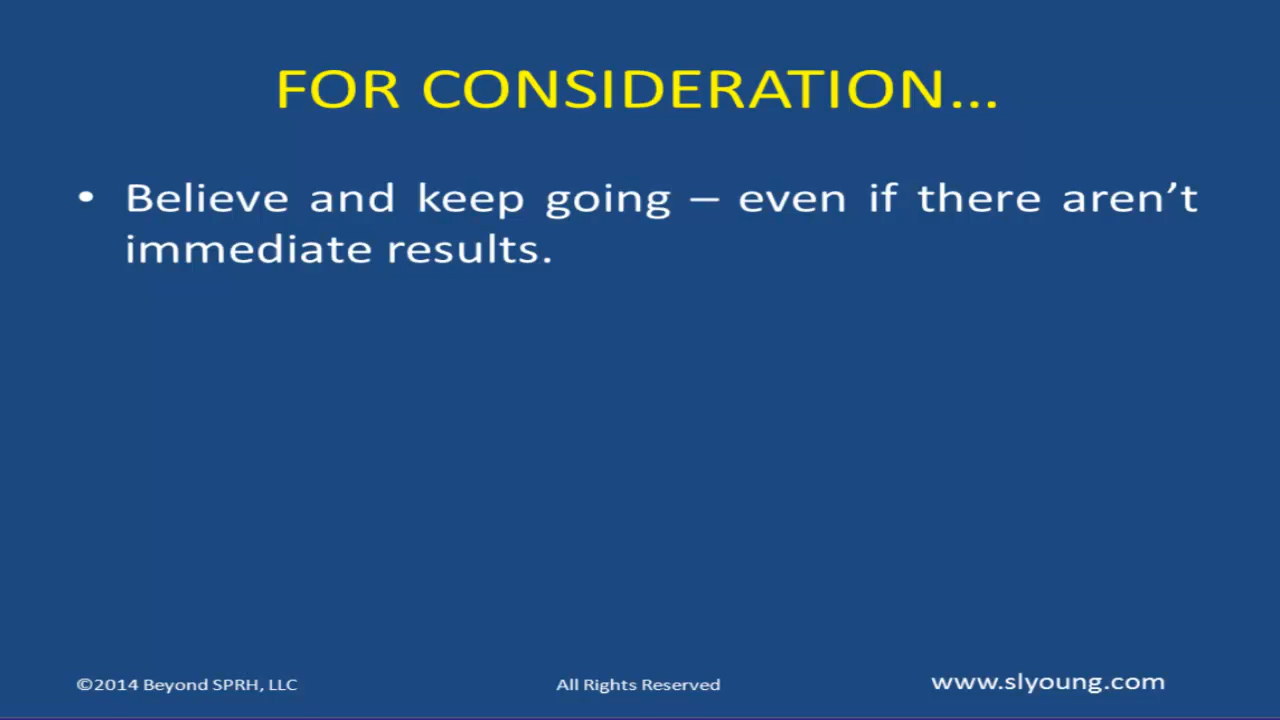 FOR CONSIDERATION...
• Believe and keep going – even if there aren’t
immediate results.
©2014 Beyond SPRH, LLC
All Rights Reserved
www.slyoung.com